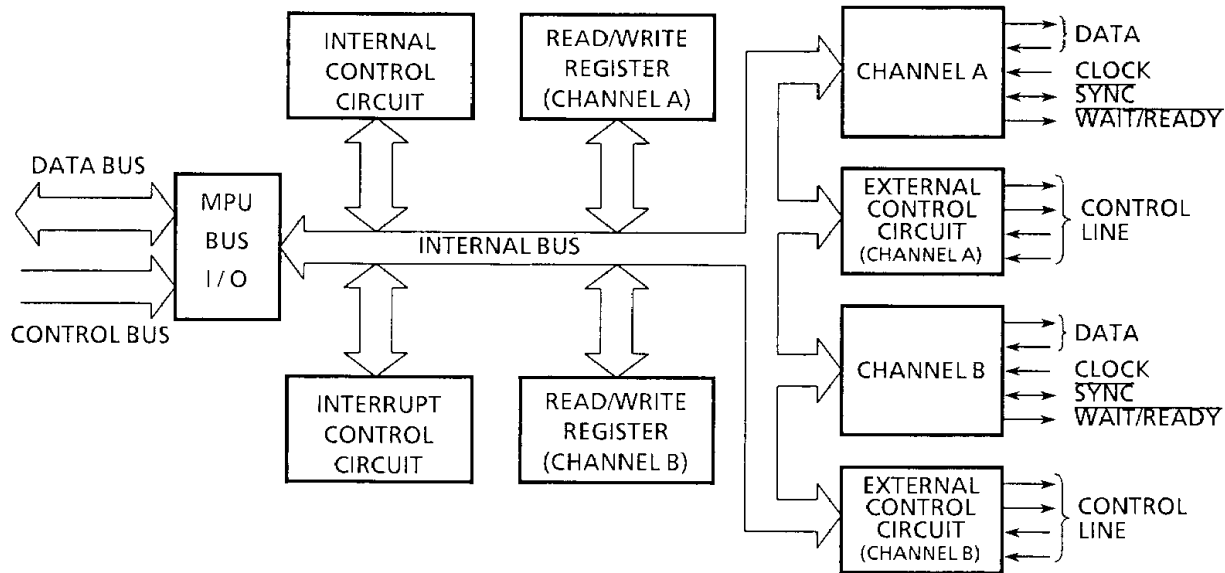 INTERNAL
CONTROL
CIRCUIT
READ/WRITE
REGISTER
(CHANNEL A)
CHANNEL A
DATA
CLOCK
SYNC
WAIT/READY
DATA BUS
MPU
BUS
I/O
CONTROL BUS
INTERNAL BUS
EXTERNAL
CONTROL
CIRCUIT
(CHANNEL A)
CONTROL
LINE
INTERRUPT
CONTROL
CIRCUIT
READ/WRITE
REGISTER
(CHANNEL B)
CHANNEL B
DATA
CLOCK
SYNC
WAIT/READY
EXTERNAL
CONTROL
CIRCUIT
(CHANNEL B)
CONTROL
LINE